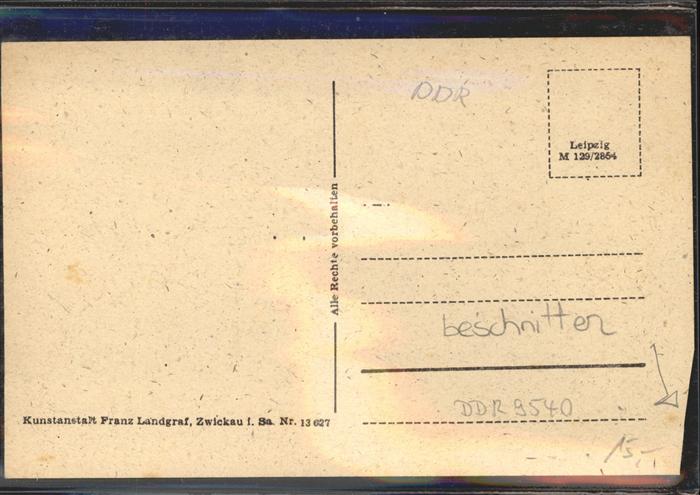 DDR
Leipzig
M 129/2854
Alle Rechte vorbehalten
beschnitten
DDR 9540
Kunstanstalt Franz Landgraf, Zwickau i. Sa. Nr. 13 627
15,-